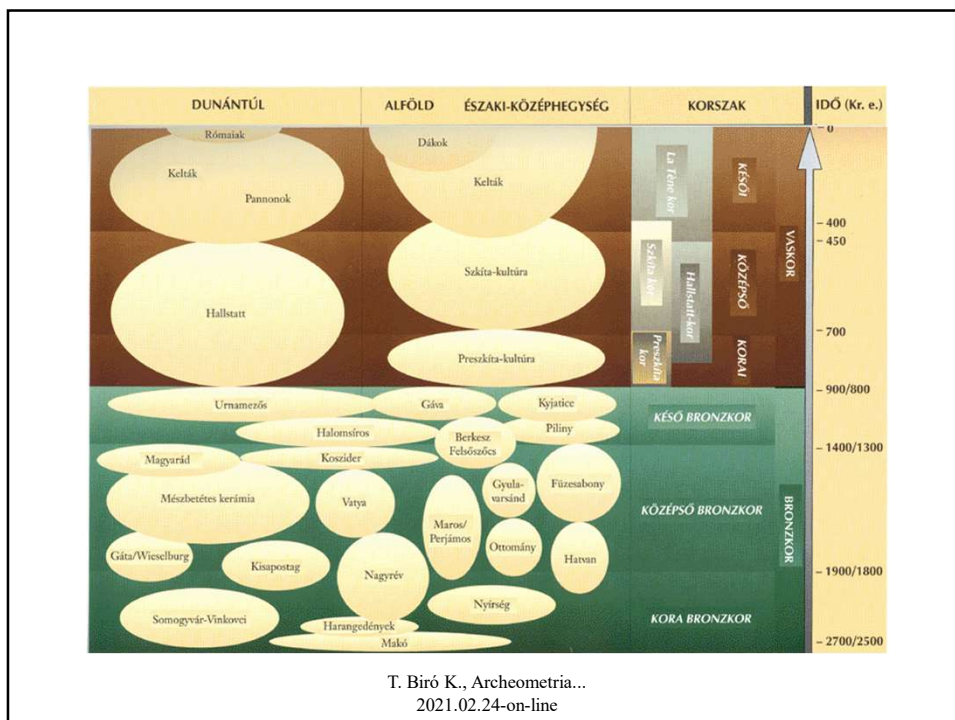 DUNÁNTÚL ALFÖLD ÉSZAKI-KÖZÉPHEGYSÉG KORSZAK IDŐ (Kr. e.)
Rómaiak
Kelták
Pannonok
Dákok
Kelták
La Tène kor
KÉSŐI
0
400
450
Hallstatt
Szkíta-kultúra
Szkíta kor
Hallstatt-kor
KÖZÉPSŐ
VASKOR
700
Preszkíta-kultúra
Preszkíta
kor
KORAI
900/800
Urnamezős
Gáva
Kyjatice
KÉSŐ BRONZKOR
Halomsíros
Berkesz
Felsőszőcs
Piliny
1400/1300
Magyarád
Koszider
Mészbetétes kerámia
Vatya
Maros/
Perjámos
Gyula-
varsánd
Füzesabony
KÖZÉPSŐ BRONZKOR
BRONZKOR
Gáta/Wieselburg
Kisapostag
Nagyrév
Ottomány
Hatvan
1900/1800
Somogyvár-Vinkovci
Harangedények
Makó
Nyírség
KORA BRONZKOR
2700/2500
T. Biró K., Archeometria...
2021.02.24-on-line